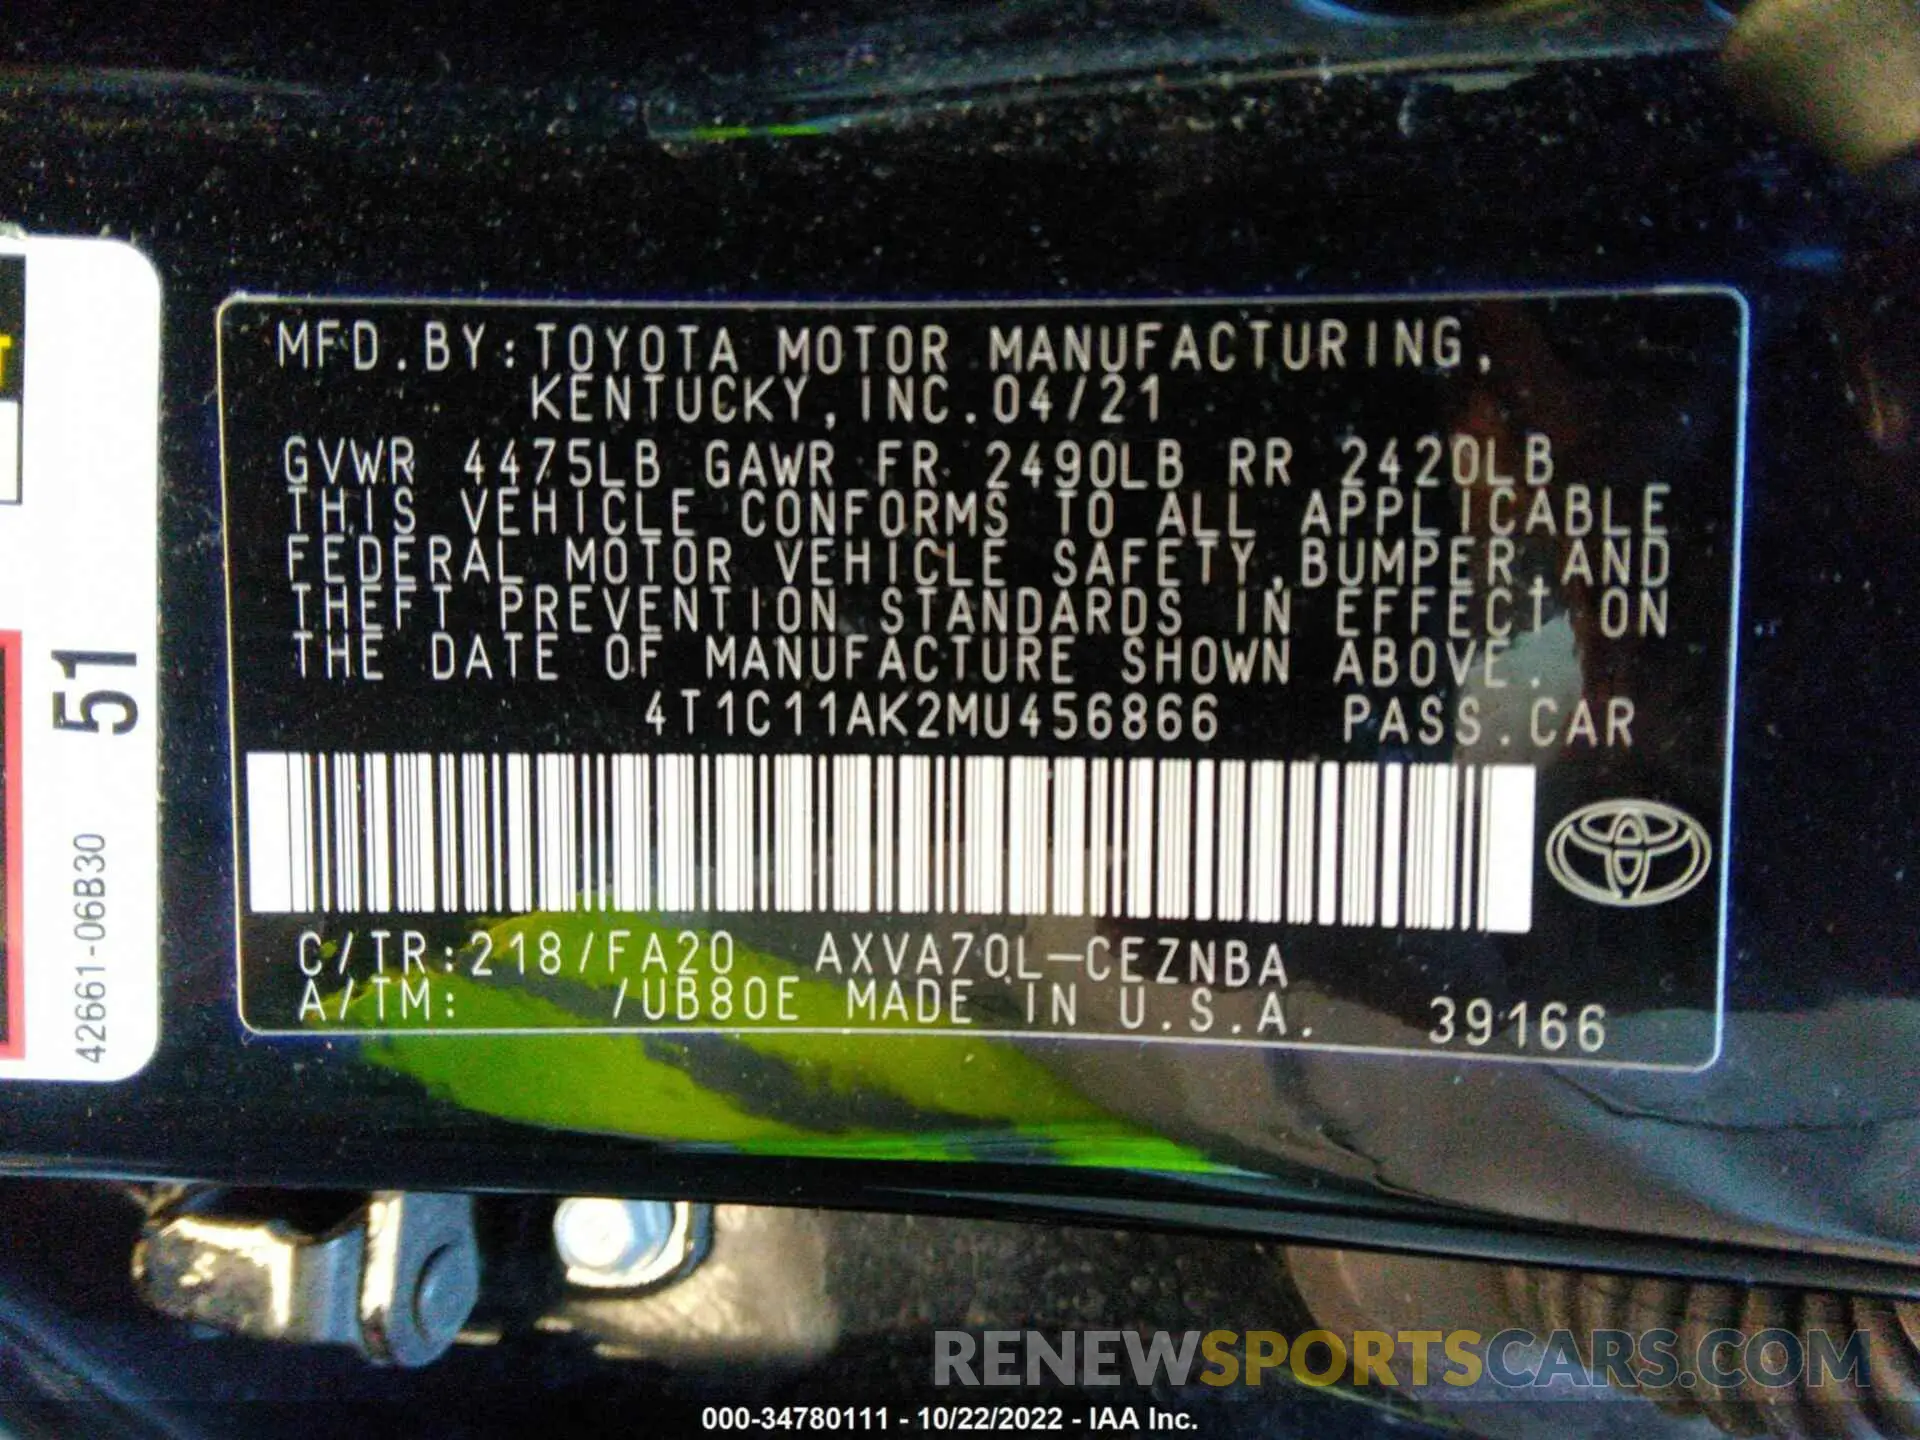 MFD.BY:TOYOTA MOTOR MANUFACTURING,
KENTUCKY,INC.04/21
GVWR 4475LB GAWR FR 2490LB RR 2420LB
THIS VEHICLE CONFORMS TO ALL APPLICABLE
FEDERAL MOTOR VEHICLE SAFETY,BUMPER,AND
THEFT PREVENTION STANDARDS IN EFFECT ON
THE DATE OF MANUFACTURE SHOWN ABOVE.
4T1C11AK2MU456866 PASS.CAR
C/TR:218/FA20 AXVA70L-CEZNBA
A/TM: /UB80E MADE IN U.S.A. 39166
51
42661-06B30
RENEWSPORTSCARS.COM
000-34780111 - 10/22/2022 - IAA Inc.